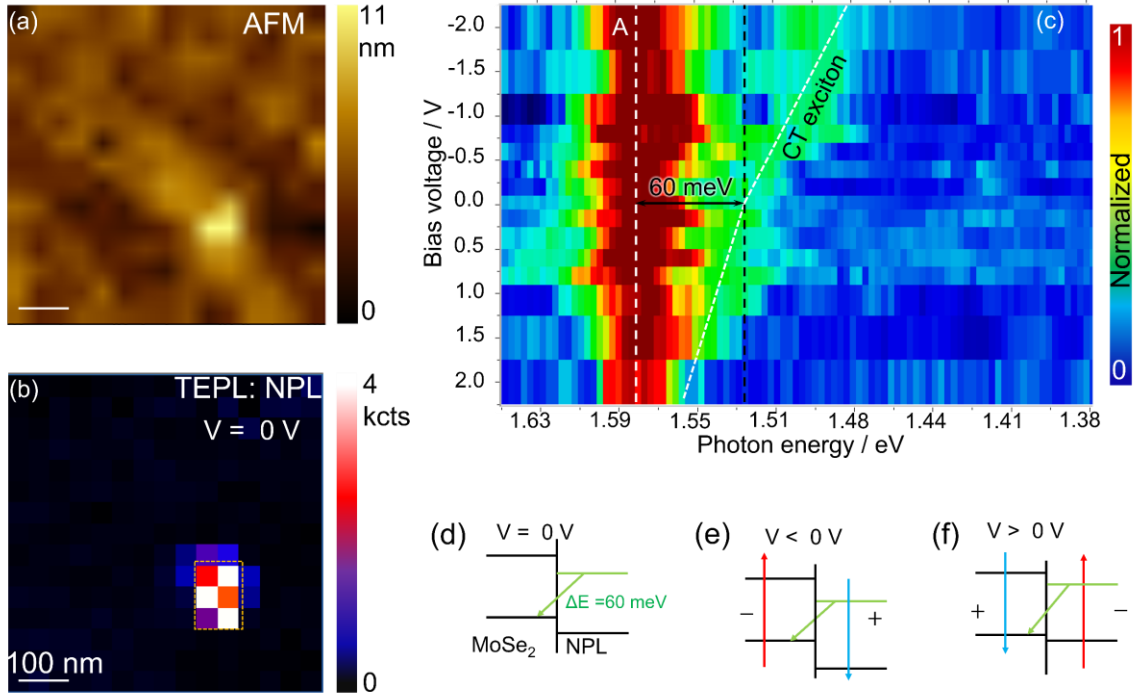 (a)
AFM
11
nm
0
(b)
TEPL: NPL
V = 0 V
100 nm
4
kcts
0
(c)
A
CT exciton
60 meV
Bias voltage / V
-2.0
-1.5
-1.0
-0.5
0.0
0.5
1.0
1.5
2.0
1.63
1.59
1.55
1.51
1.48
1.44
1.41
1.38
Photon energy / eV
1
Normalized
0
(d)
V = 0 V
ΔE =60 meV
MoSe₂
NPL
(e)
V < 0 V
−
+
(f)
V > 0 V
+
−